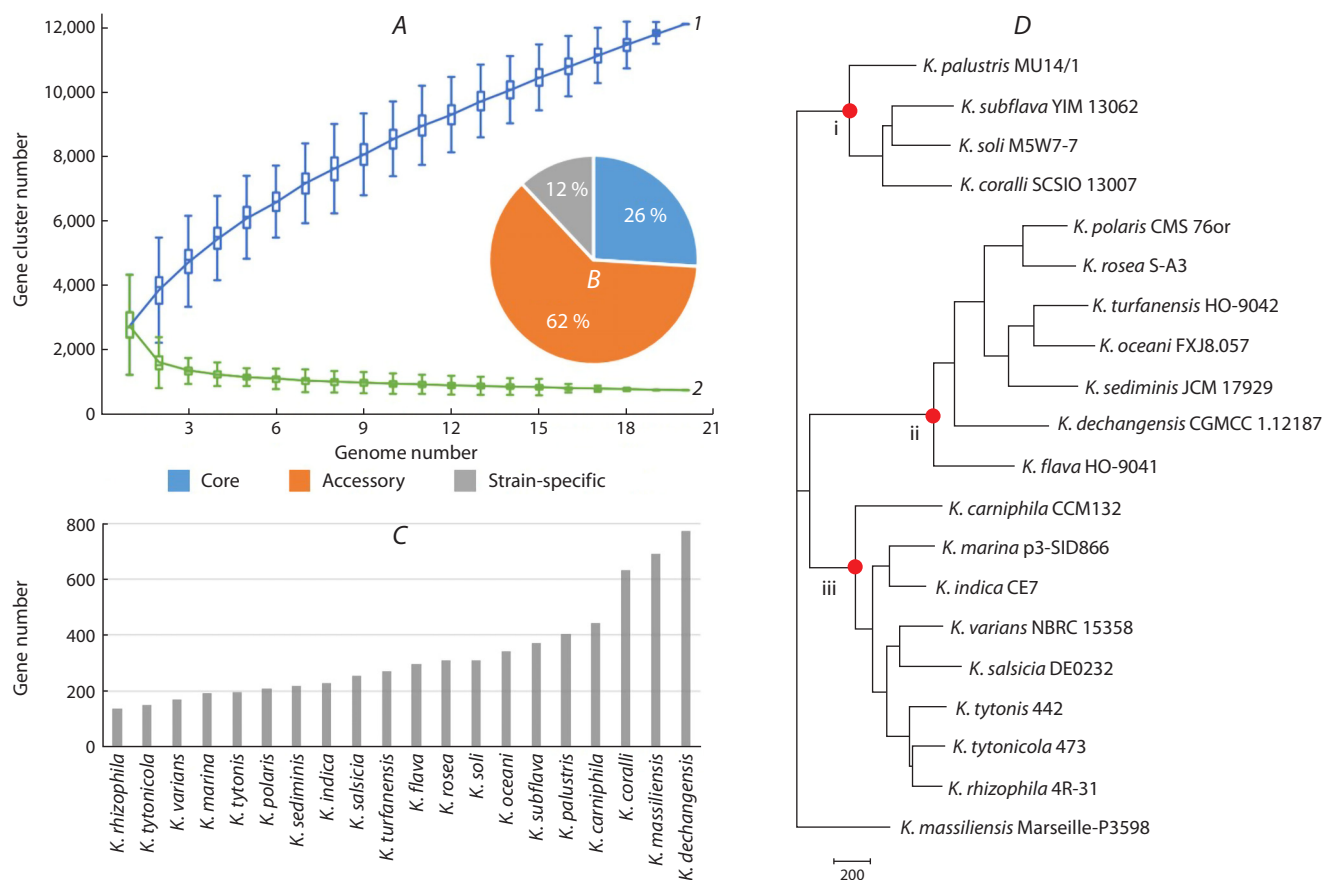 A
Gene cluster number
12,000
10,000
8,000
6,000
4,000
2,000
0
3
6
9
12
15
18
21
Genome number
1
2
B
12 %
26 %
62 %
Core
Accessory
Strain-specific
C
Gene number
800
600
400
200
0
K. rhizophila
K. tytonicola
K. varians
K. marina
K. tytonis
K. polaris
K. sediminis
K. indica
K. salsicia
K. turfanensis
K. flava
K. rosea
K. soli
K. oceani
K. subflava
K. palustris
K. carniphila
K. coralli
K. massiliensis
K. dechangensis
D
K. palustris MU14/1
K. subflava YIM 13062
i
K. soli M5W7-7
K. coralli SCSIO 13007
K. polaris CMS 76or
K. rosea S-A3
K. turfanensis HO-9042
K. oceani FXJ8.057
K. sediminis JCM 17929
K. dechangensis CGMCC 1.12187
ii
K. flava HO-9041
K. carniphila CCM132
K. marina p3-SID866
iii
K. indica CE7
K. varians NBRC 15358
K. salsicia DE0232
K. tytonis 442
K. tytonicola 473
K. rhizophila 4R-31
K. massiliensis Marseille-P3598
200